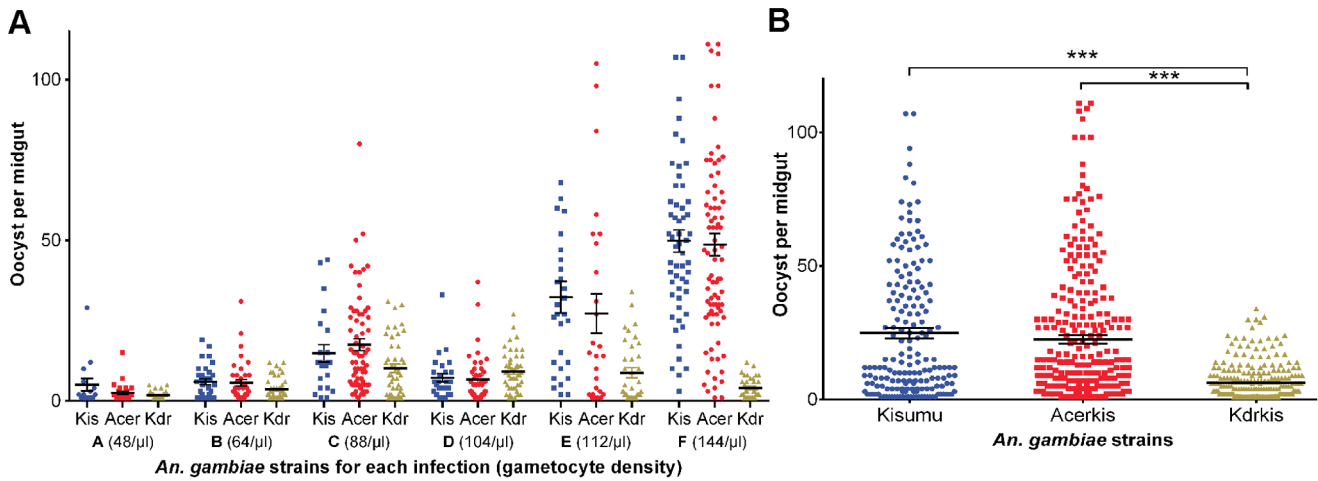 A
Oocyst per midgut
100
50
0
Kis Acer Kdr Kis Acer Kdr Kis Acer Kdr Kis Acer Kdr Kis Acer Kdr Kis Acer Kdr
A (48/µl) B (64/µl) C (88/µl) D (104/µl) E (112/µl) F (144/µl)
An. gambiae strains for each infection (gametocyte density)
B
***
***
Oocyst per midgut
100
50
0
Kisumu Acerkis Kdrkis
An. gambiae strains